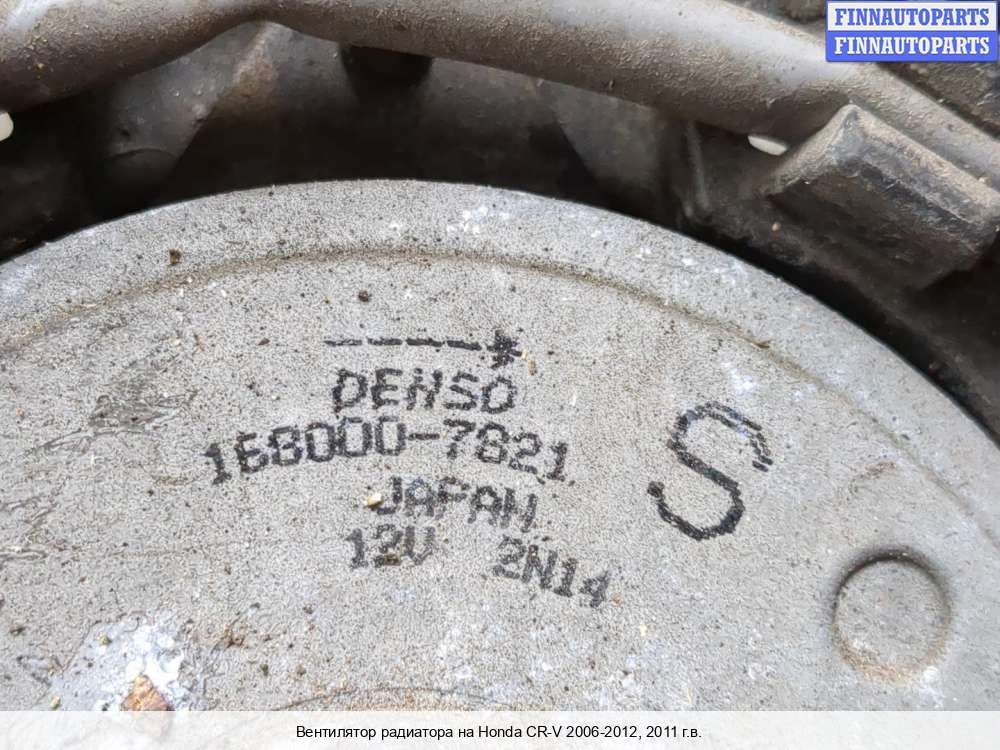 FINNAUTOPARTS
FINNAUTOPARTS
DENSO
168000-7821
JAPAN
12V 2N14
S
Вентилятор радиатора на Honda CR-V 2006-2012, 2011 г.в.